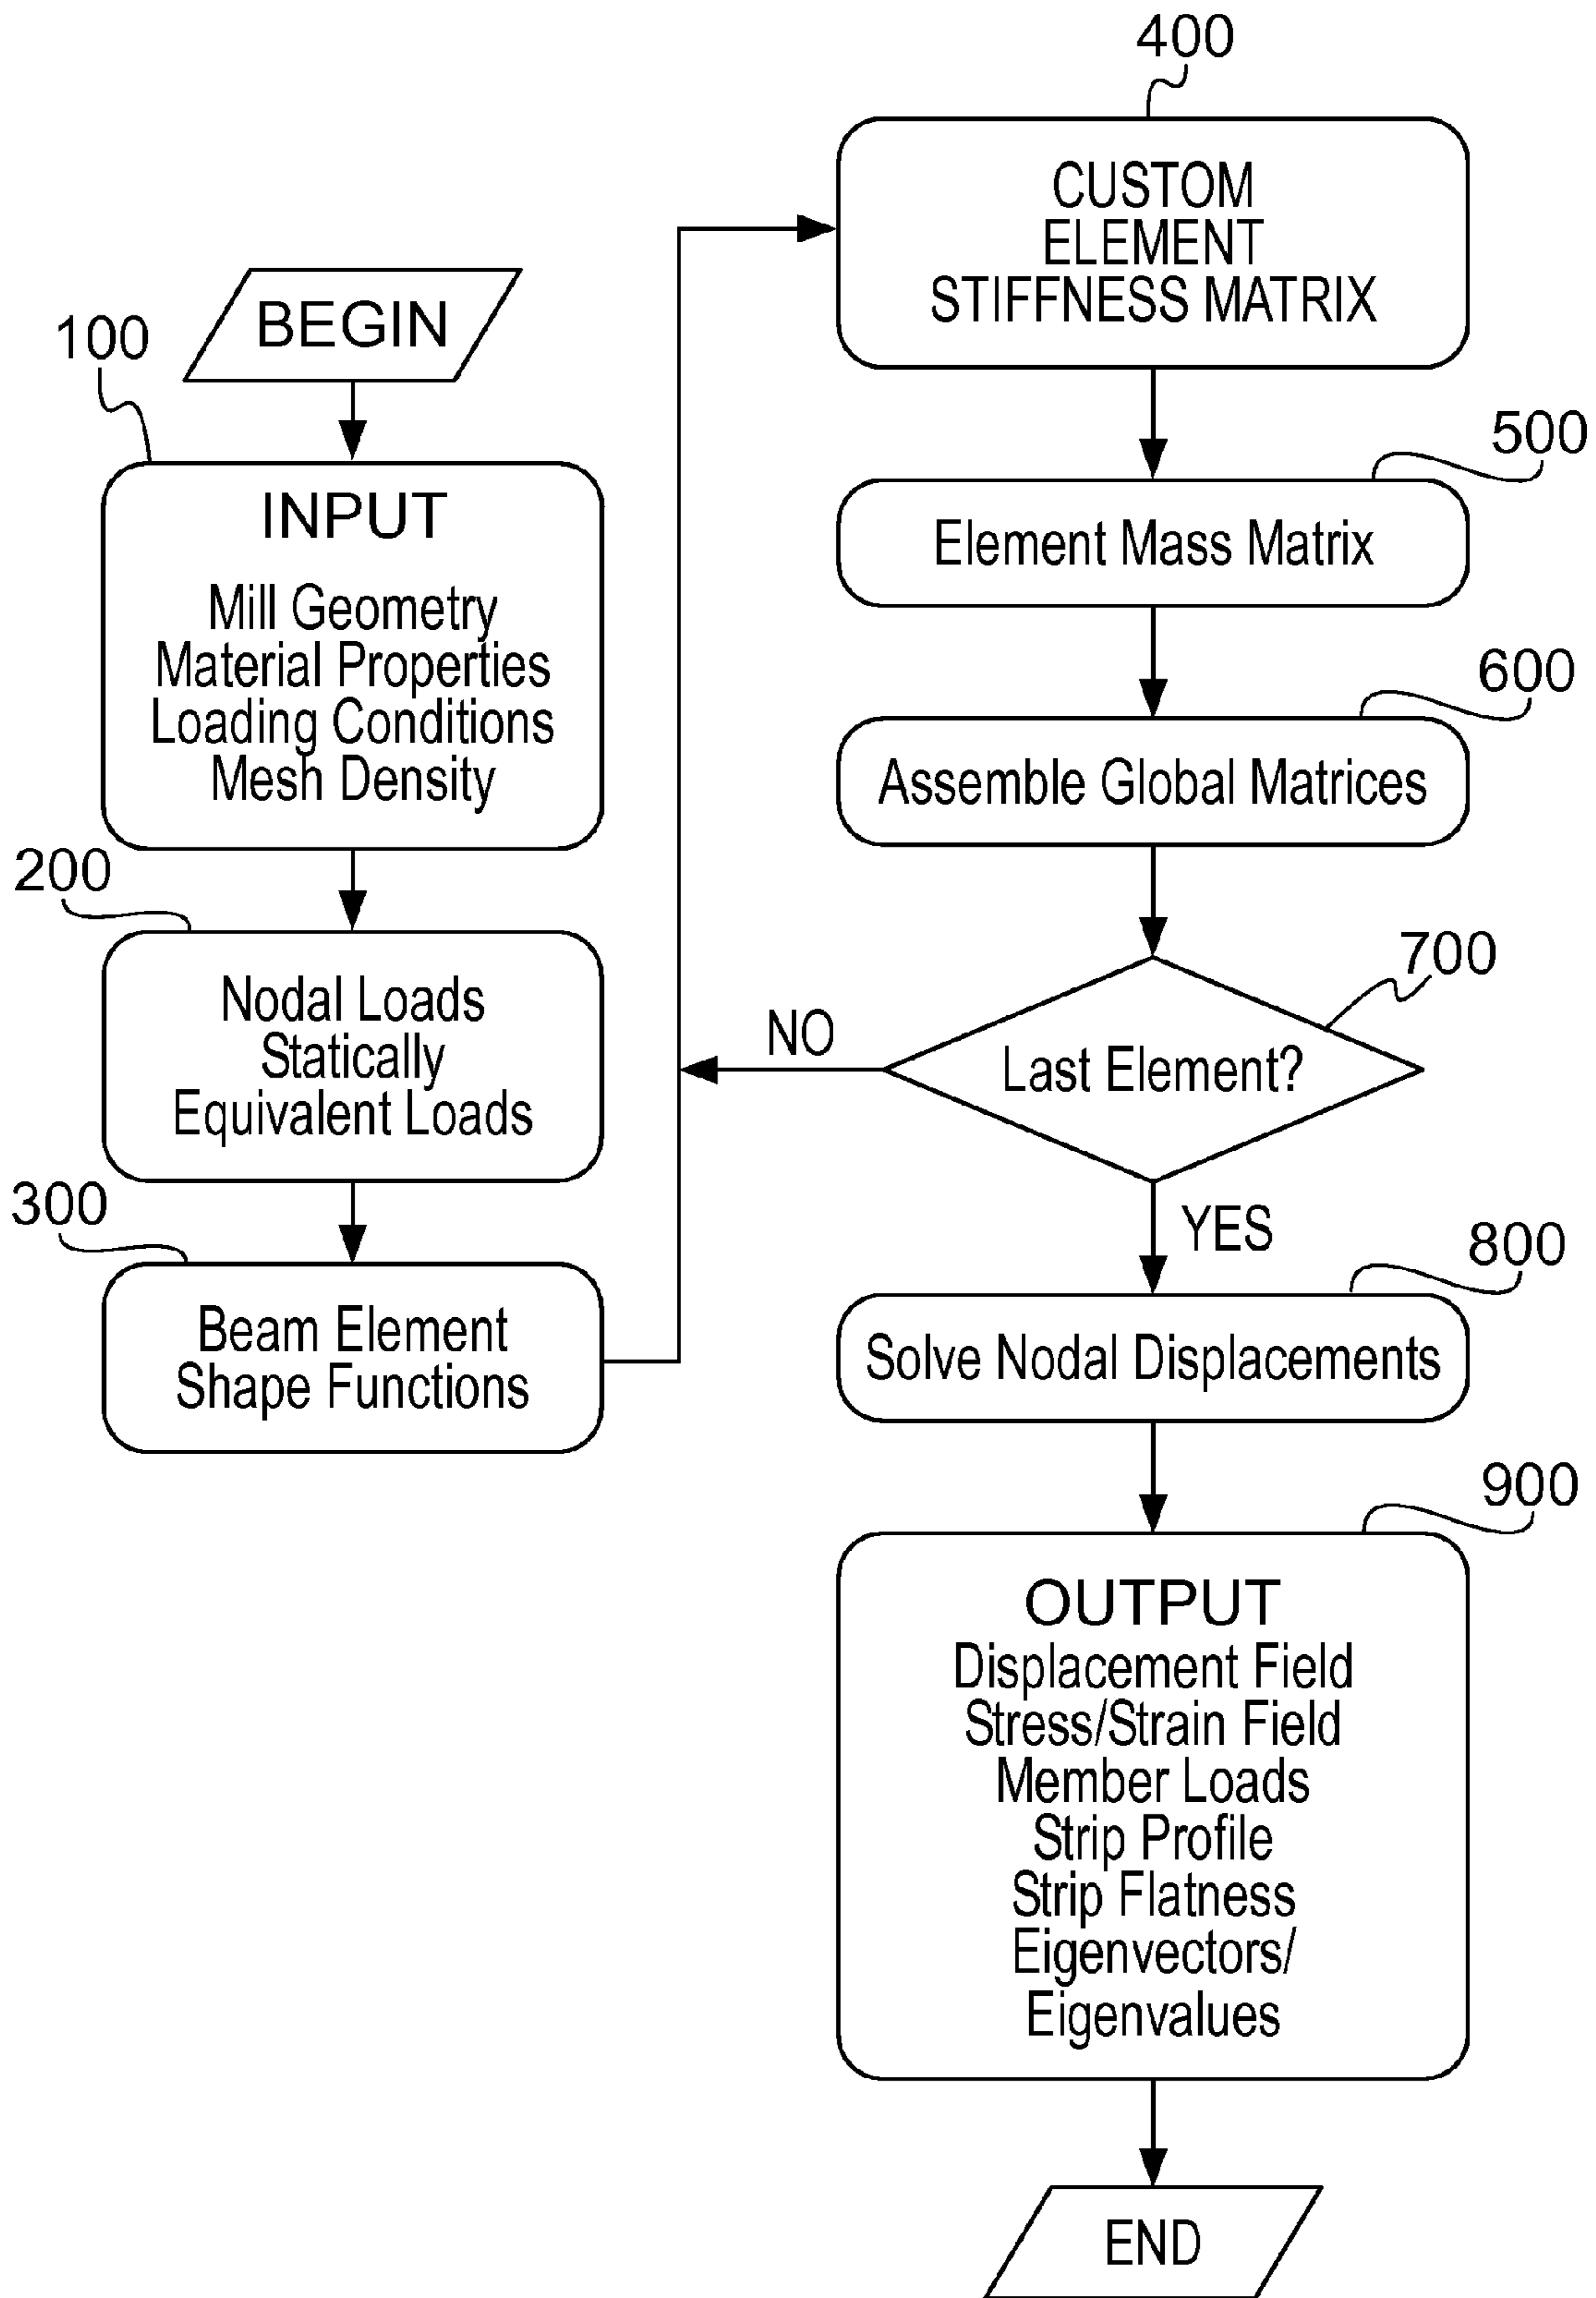 BEGIN
100
INPUT
Mill Geometry
Material Properties
Loading Conditions
Mesh Density
200
Nodal Loads
Statically
Equivalent Loads
300
Beam Element
Shape Functions
400
CUSTOM
ELEMENT
STIFFNESS MATRIX
500
Element Mass Matrix
600
Assemble Global Matrices
700
Last Element?
NO
YES
800
Solve Nodal Displacements
900
OUTPUT
Displacement Field
Stress/Strain Field
Member Loads
Strip Profile
Strip Flatness
Eigenvectors/
Eigenvalues
END